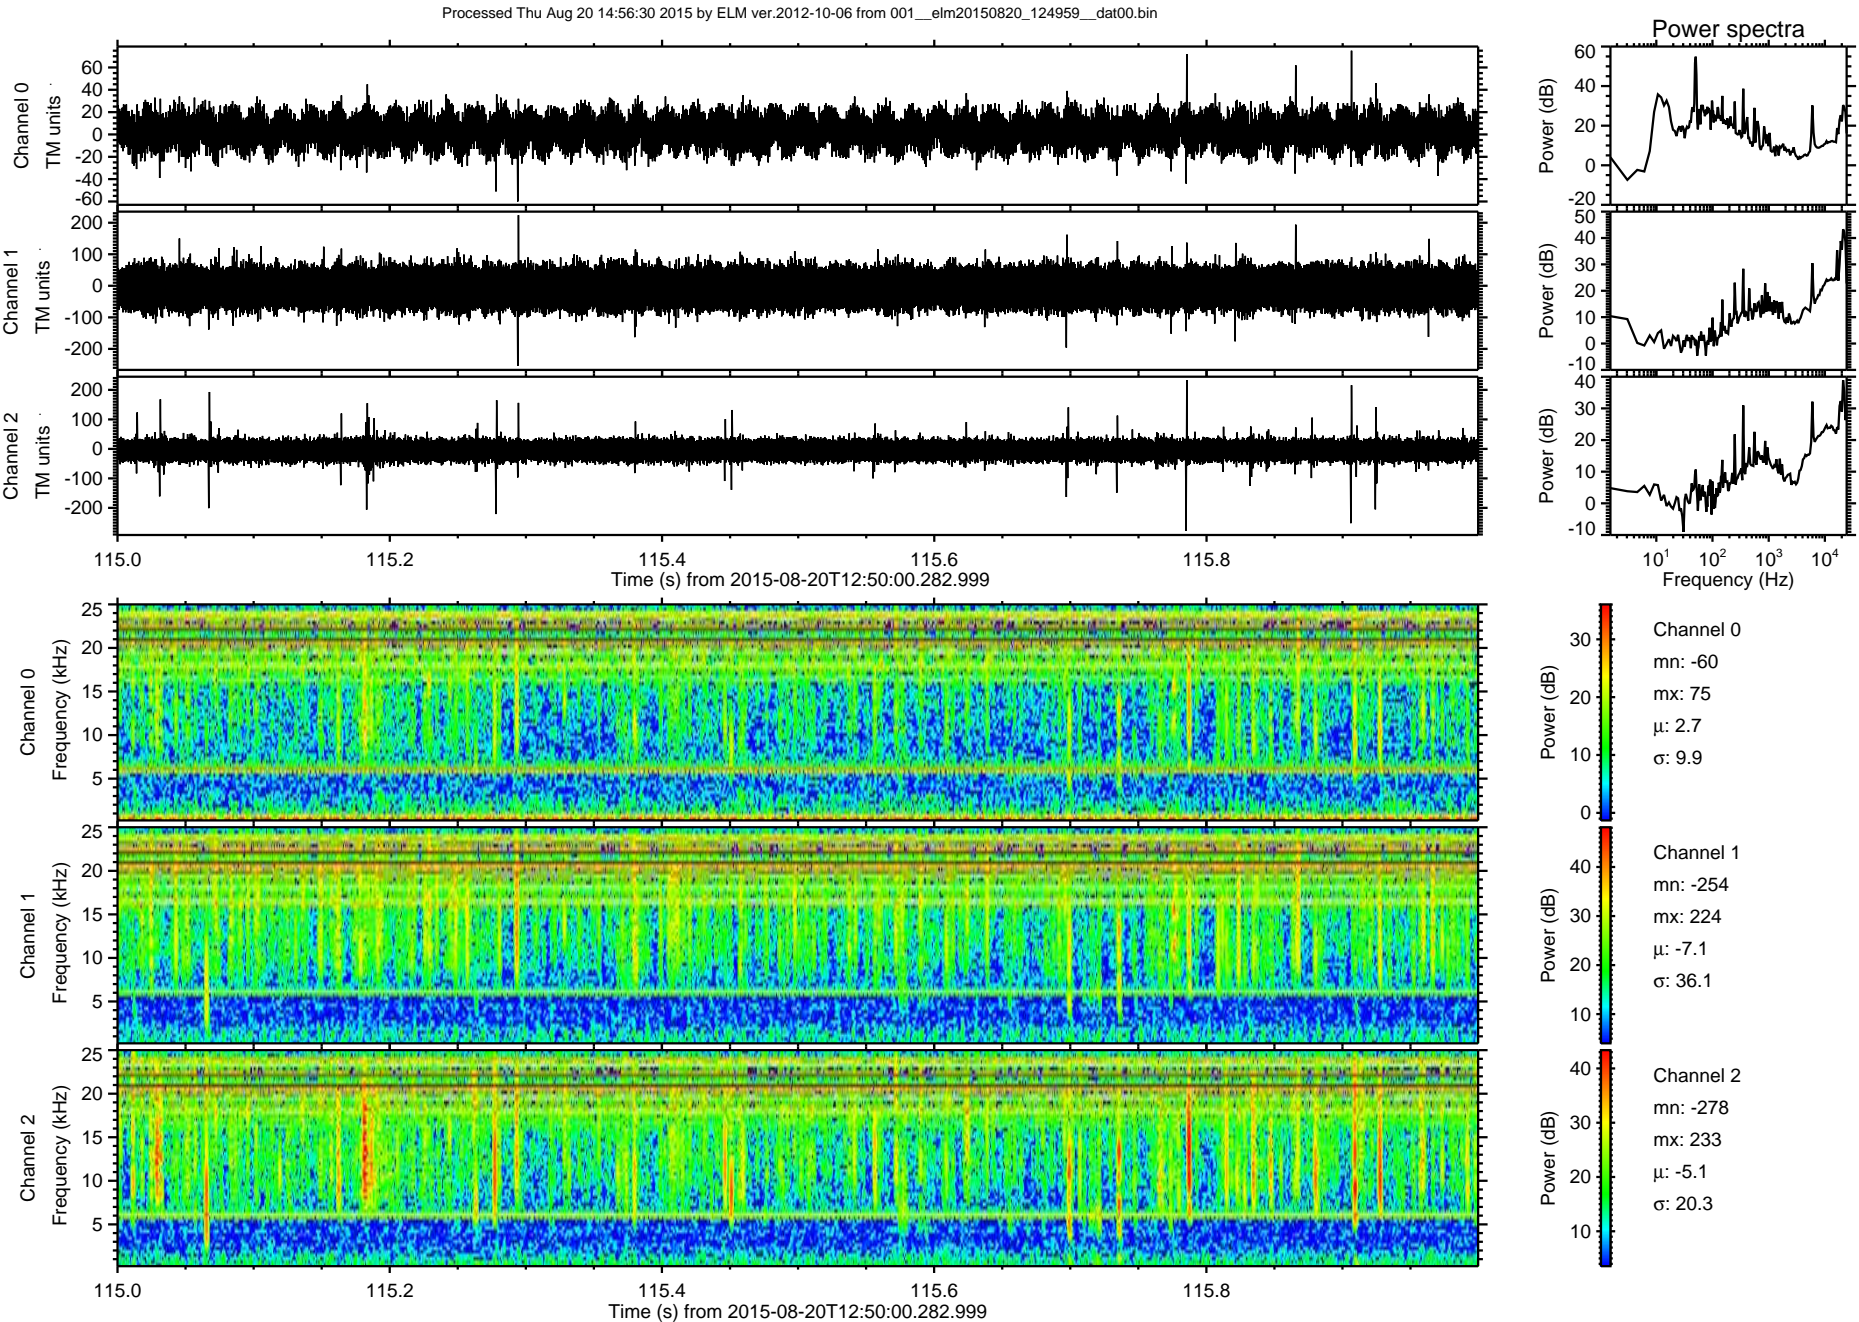 Processed Thu Aug 20 14:56:30 2015 by ELM ver.2012-10-06 from 001__elm20150820_124959__dat00.bin
Power spectra
Channel 0
TM units
60
40
20
0
-20
-40
-60
Power (dB)
60
40
20
0
-20
Channel 1
TM units
200
100
0
-100
-200
Power (dB)
50
40
30
20
10
0
-10
Channel 2
TM units
200
100
0
-100
-200
Power (dB)
40
30
20
10
0
-10
115.0 115.2 115.4 115.6 115.8
Time (s) from 2015-08-20T12:50:00.282.999
10¹ 10² 10³ 10⁴
Frequency (Hz)
Channel 0
Frequency (kHz)
25
20
15
10
5
Power (dB)
30
20
10
0
Channel 0
mn: -60
mx: 75
μ: 2.7
σ: 9.9
Channel 1
Frequency (kHz)
25
20
15
10
5
Power (dB)
40
30
20
10
Channel 1
mn: -254
mx: 224
μ: -7.1
σ: 36.1
Channel 2
Frequency (kHz)
25
20
15
10
5
Power (dB)
40
30
20
10
Channel 2
mn: -278
mx: 233
μ: -5.1
σ: 20.3
115.0 115.2 115.4 115.6 115.8
Time (s) from 2015-08-20T12:50:00.282.999